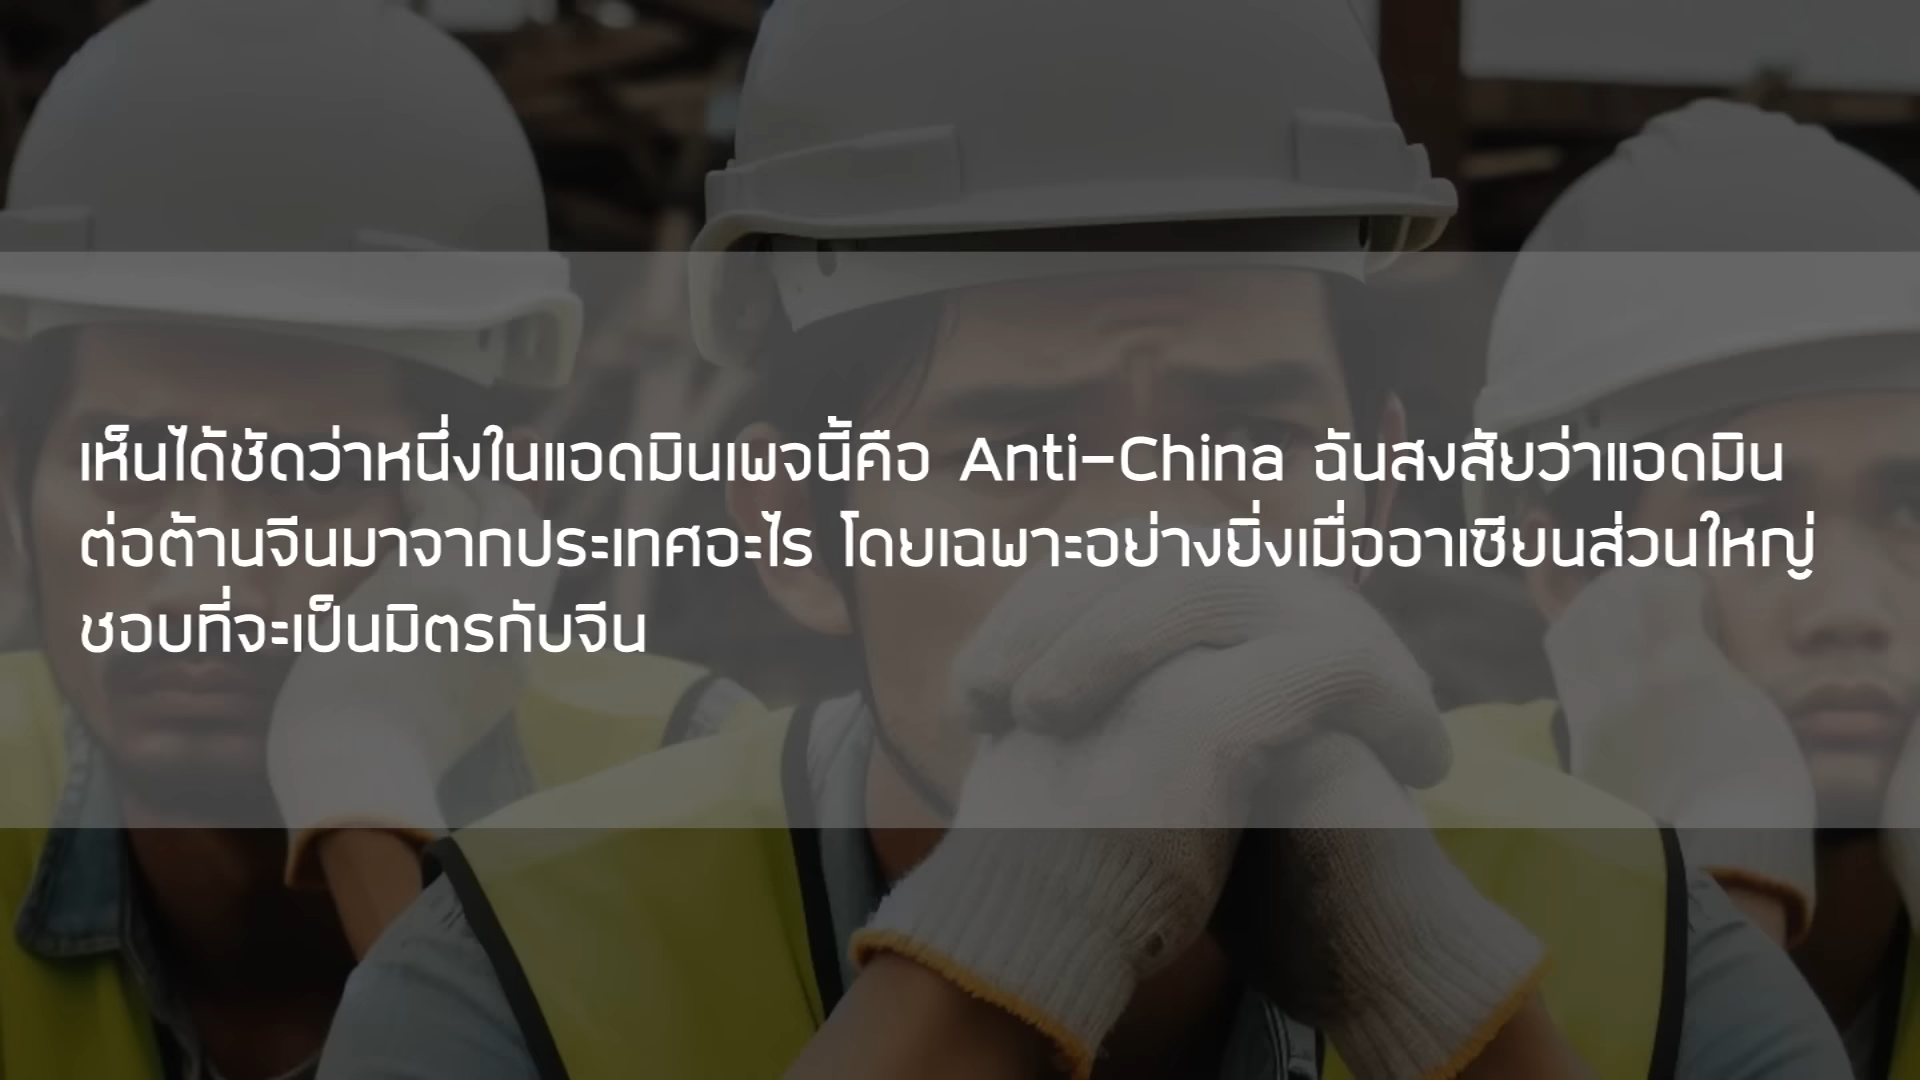 เห็นได้ชัดว่าหนึ่งในแอดมินเพจนี้คือ Anti-China ฉันสงสัยว่าแอดมิน
ต่อต้านจีนมาจากประเทศอะไร โดยเฉพาะอย่างยิ่งเมื่ออาเซียนส่วนใหญ่
ชอบที่จะเป็นมิตรกับจีน